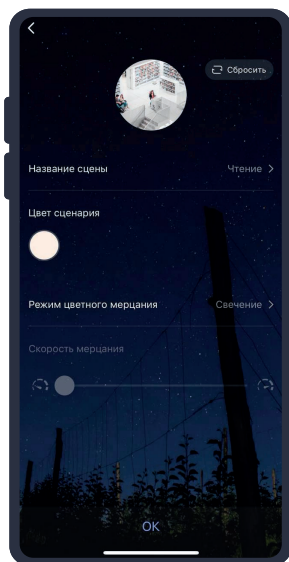 Сбросить
Название сцены
Чтение
Цвет сценария
Режим цветного мерцания
Свечение
Скорость мерцания
OK